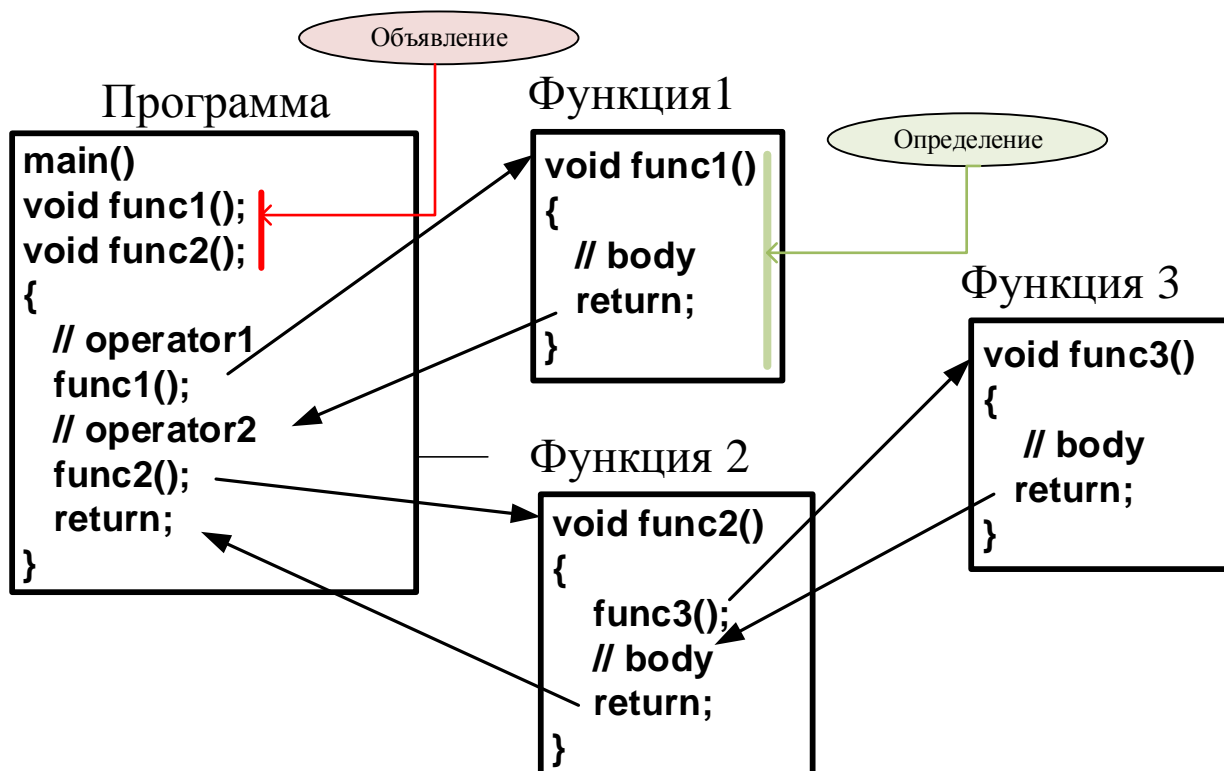 Объявление
Программа
main()
void func1();
void func2();
{
// operator1
func1();
// operator2
func2();
return;
}
Функция1
void func1()
{
// body
return;
}
Определение
Функция 2
void func2()
{
func3();
// body
return;
}
Функция 3
void func3()
{
// body
return;
}